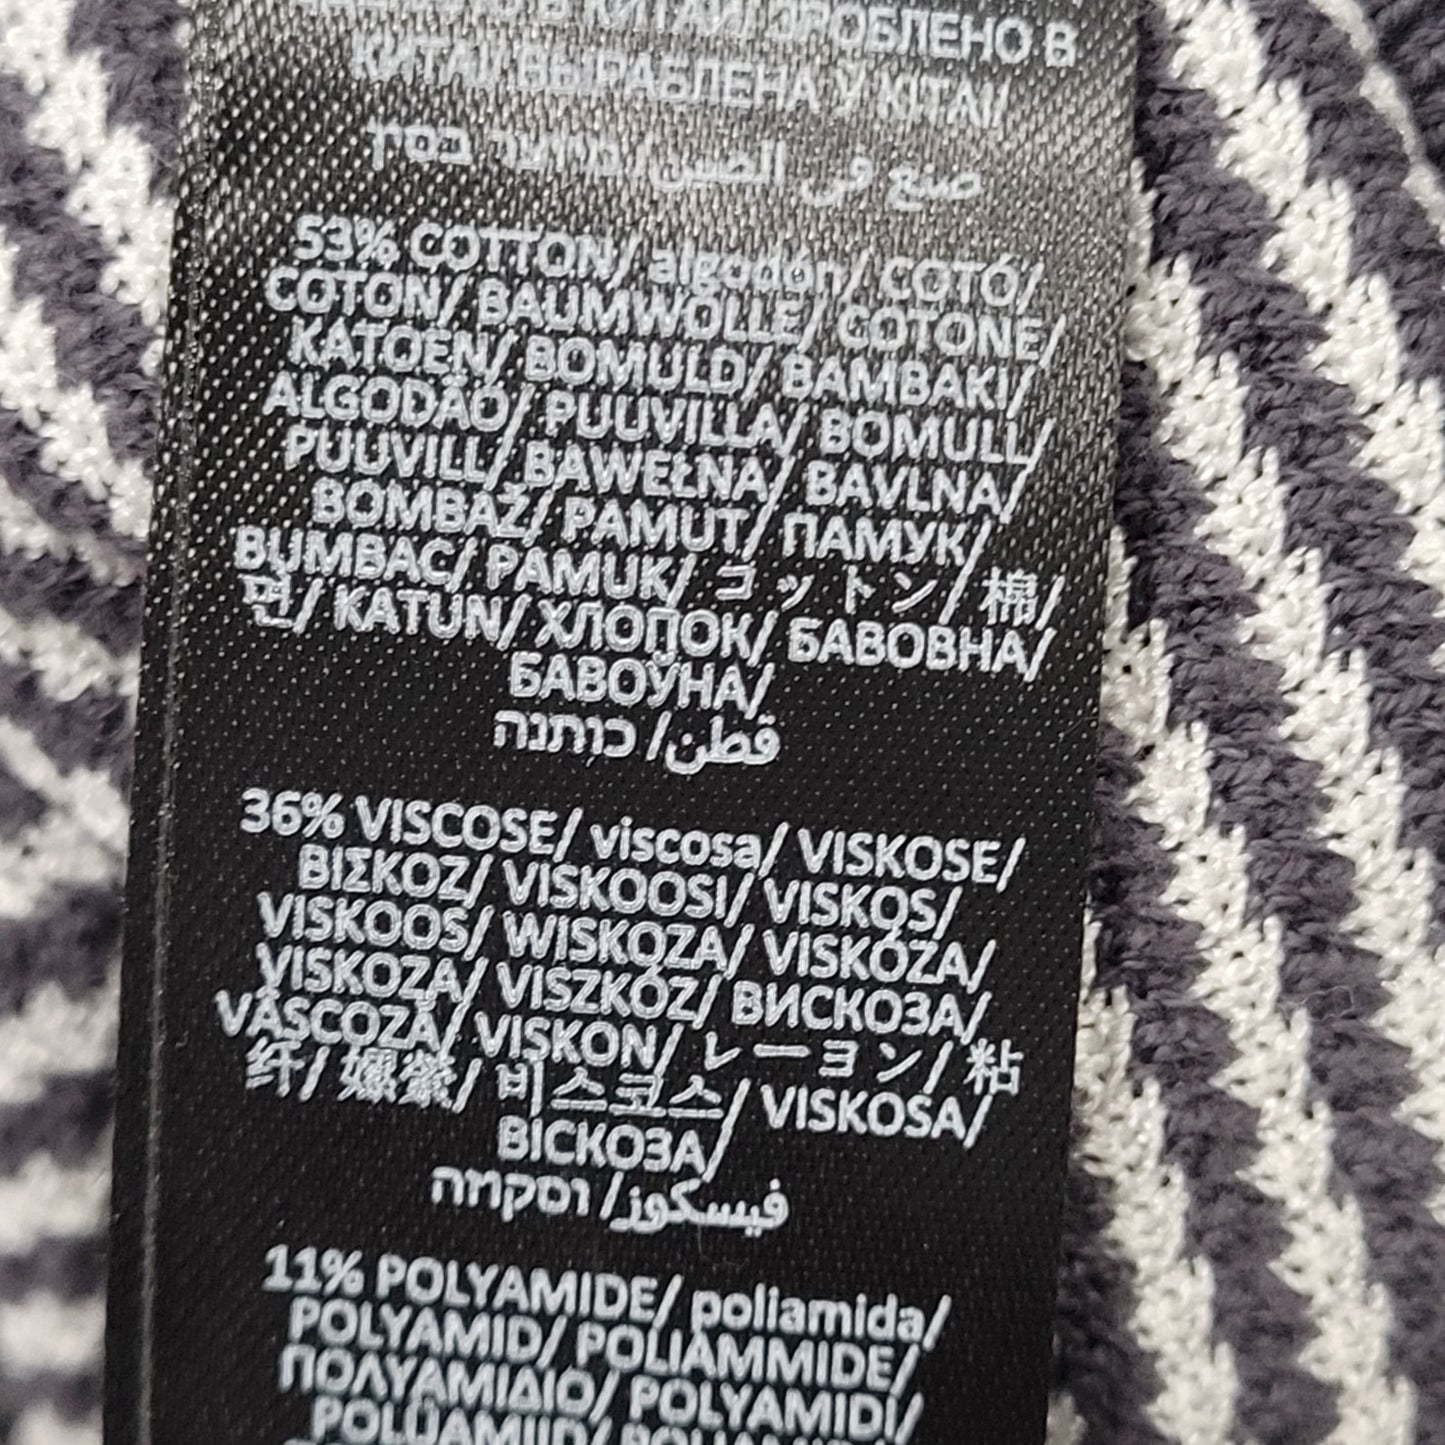 В КИТАЇ/ ЗРОБЛЕНО В
КИТАЇ/ ВЫРАБЛЕНА Ў КІТАІ/
صنع في الصين/ מיוצר בסין
53% COTTON/ algodón/ COTÓ/
COTON/ BAUMWOLLE/ COTONE/
KATOEN/ BOMULD/ BAMBAKI/
ALGODÃO/ PUUVILLA/ BOMULL/
PUUVILL/ BAWEŁNA/ BAVLNA/
BOMBAŽ/ PAMUT/ ПАМУК/
BUMBAC/ PAMUK/ コットン/ 棉/
면/ KATUN/ ХЛОПОК/ БАВОВНА/
БАВОЎНА/
قطن/ כותנה
36% VISCOSE/ viscosa/ VISKOSE/
ΒΙΣΚΟΖ/ VISKOOSI/ VISKOS/
VISKOOS/ WISKOZA/ VISKÓZA/
VISKOZA/ VISZKÓZ/ ВИСКОЗА/
VÂSCOZĂ/ VISKON/ レーヨン/ 粘
纤/ 嫘縈/ 비스코스/ VISKOSA/
ВІСКОЗА/
فيسكوز/ וסקוזה
11% POLYAMIDE/ poliamida/
POLYAMID/ POLIAMMIDE/
ΠΟΛΥΑΜΙΔΙΟ/ POLYAMIDI/